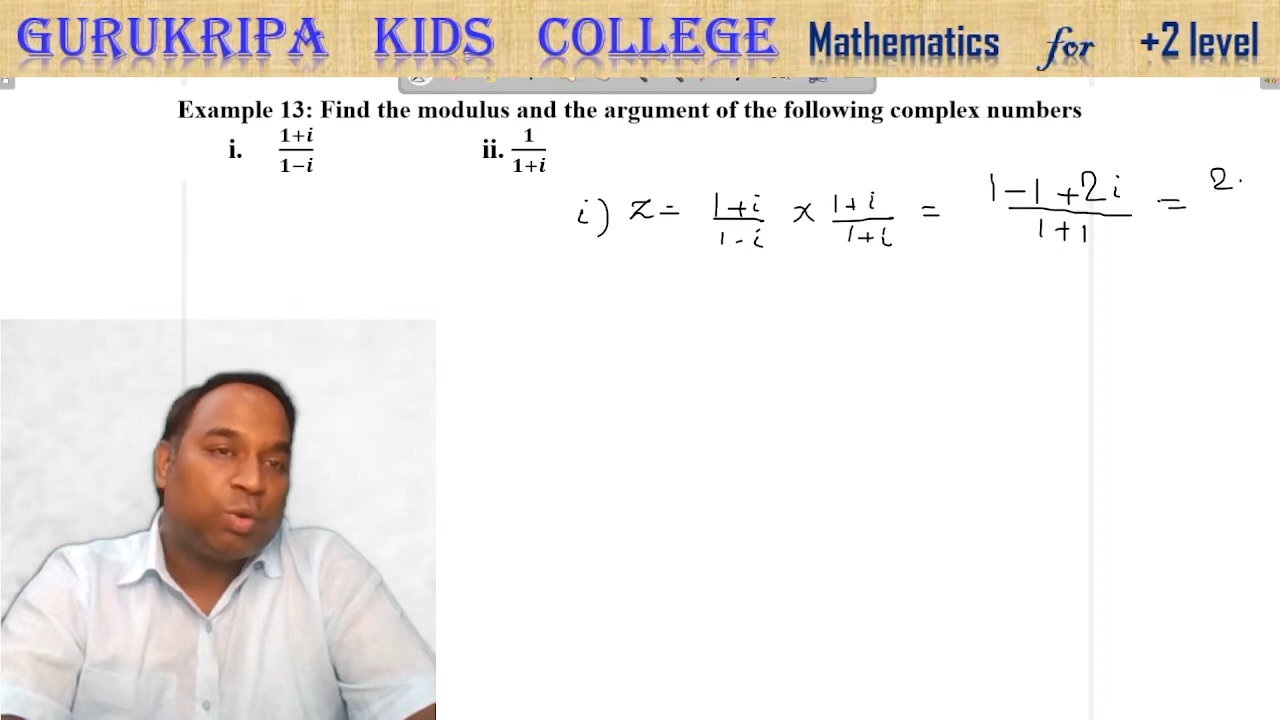 GURUKRIPA KIDS COLLEGE Mathematics for +2 level
Example 13: Find the modulus and the argument of the following complex numbers
i. (1+i)/(1−i) ii. 1/(1+i)
i) z = (1+i)/(1-i) × (1+i)/(1+i) = (1-1+2i)/(1+1) = 2